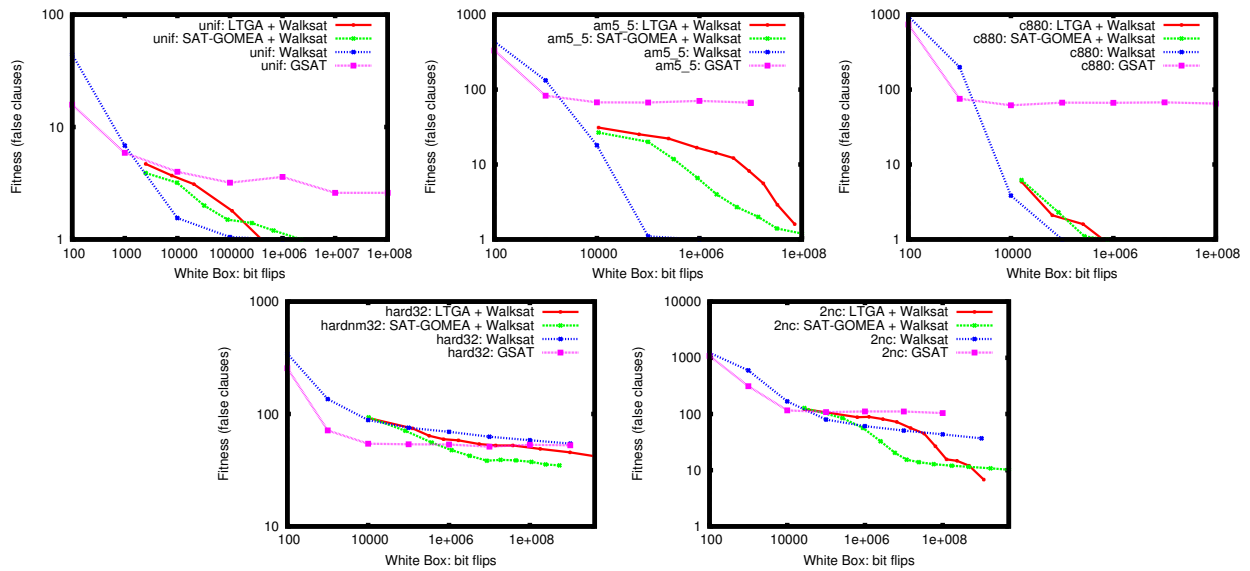 100
10
1
Fitness (false clauses)
unif: LTGA + Walksat
unif: SAT-GOMEA + Walksat
unif: Walksat
unif: GSAT
100 1000 10000 100000 1e+006 1e+007 1e+008
White Box: bit flips
1000
100
10
1
Fitness (false clauses)
am5_5: LTGA + Walksat
am5_5: SAT-GOMEA + Walksat
am5_5: Walksat
am5_5: GSAT
100 10000 1e+006 1e+008
White Box: bit flips
1000
100
10
1
Fitness (false clauses)
c880: LTGA + Walksat
c880: SAT-GOMEA + Walksat
c880: Walksat
c880: GSAT
100 10000 1e+006 1e+008
White Box: bit flips
1000
100
10
Fitness (false clauses)
hard32: LTGA + Walksat
hardnm32: SAT-GOMEA + Walksat
hard32: Walksat
hard32: GSAT
100 10000 1e+006 1e+008
White Box: bit flips
10000
1000
100
10
1
Fitness (false clauses)
2nc: LTGA + Walksat
2nc: SAT-GOMEA + Walksat
2nc: Walksat
2nc: GSAT
100 10000 1e+006 1e+008
White Box: bit flips